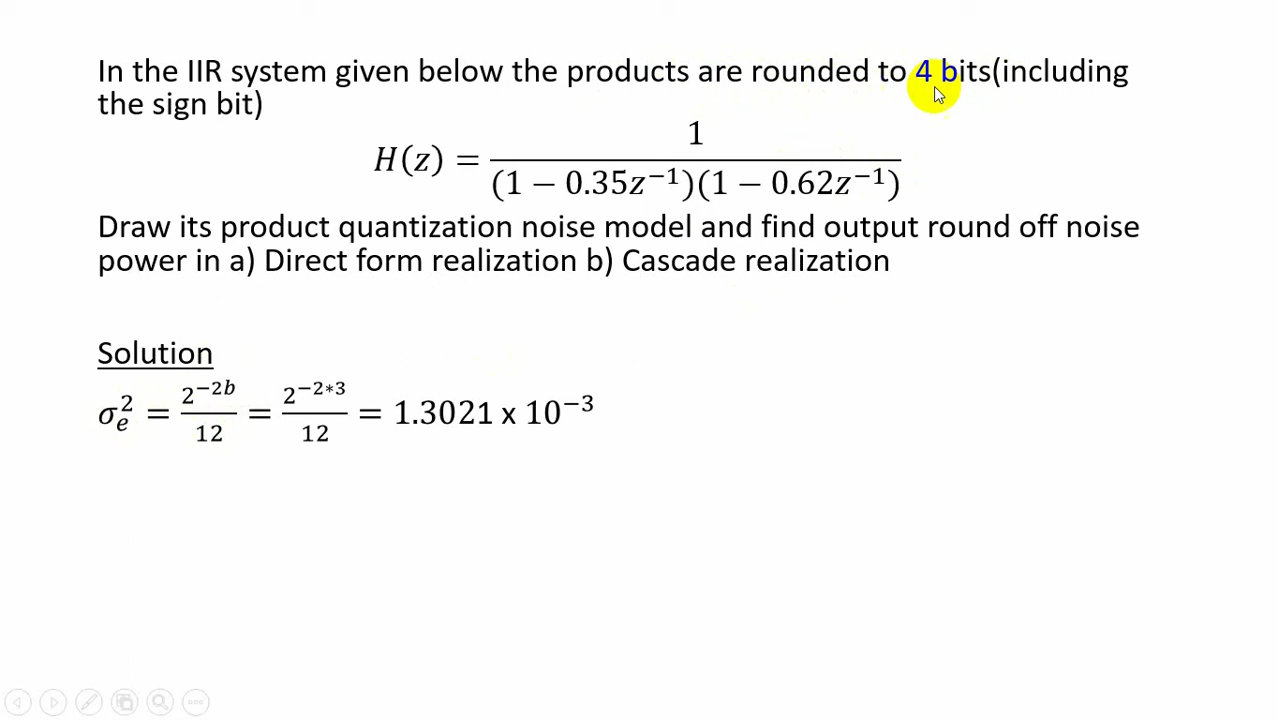 In the IIR system given below the products are rounded to 4 bits(including
the sign bit)
H(z) = 1 / ((1 − 0.35z⁻¹)(1 − 0.62z⁻¹))
Draw its product quantization noise model and find output round off noise
power in a) Direct form realization b) Cascade realization
Solution
σₑ² = 2^(−2b) / 12 = 2^(−2*3) / 12 = 1.3021 x 10⁻³